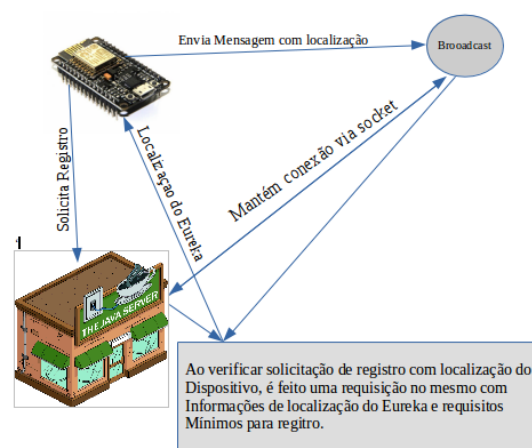 Envia Mensagem com localização
Brooadcast
Solicita Registro
Localizaçao do Eureka
Mantém conexão via socket
THE JAVA SERVER
Ao verificar solicitação de registro com localização do
Dispositivo, é feito uma requisição no mesmo com
Informações de localização do Eureka e requisitos
Mínimos para regitro.